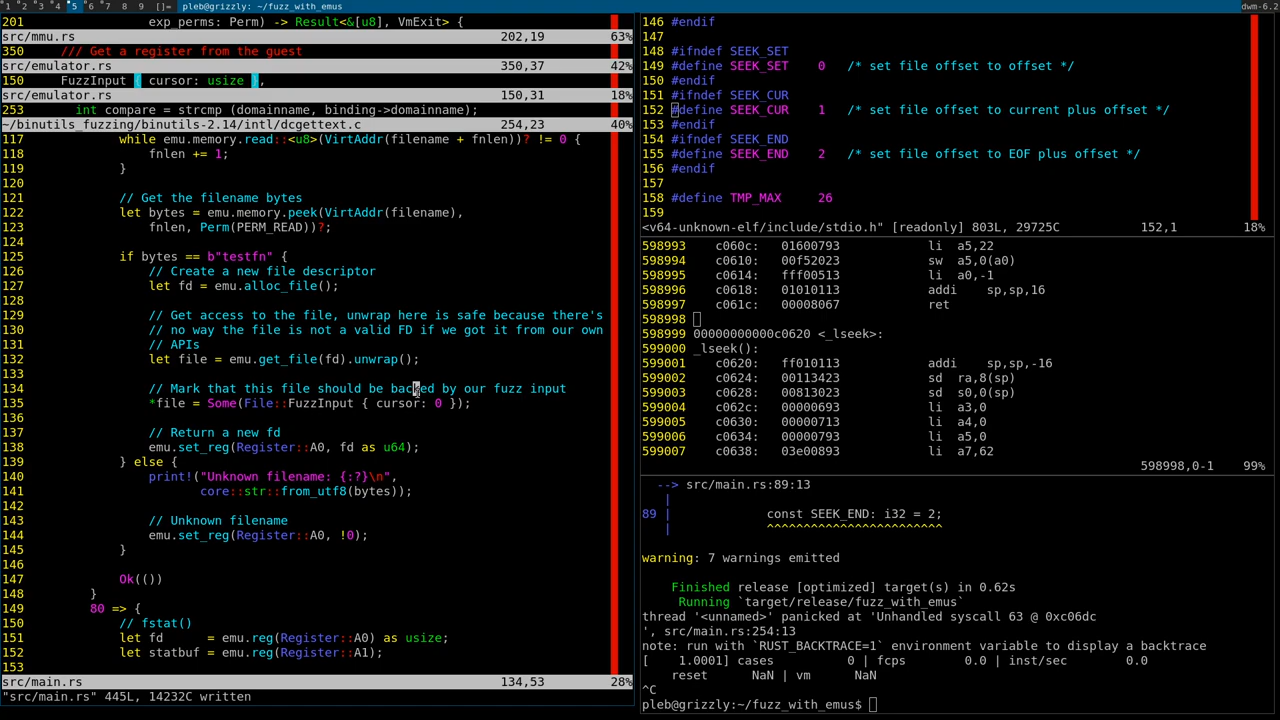 1 2 3 4 5 6 7 8 9 []= pleb@grizzly: ~/fuzz_with_emus dwm-6.2
201 exp_perms: Perm) -> Result<&[u8], VmExit> {
src/mmu.rs 202,19 63%
350 /// Get a register from the guest
src/emulator.rs 350,37 42%
150 FuzzInput { cursor: usize },
src/emulator.rs 150,31 18%
253 int compare = strcmp (domainname, binding->domainname);
~/binutils_fuzzing/binutils-2.14/intl/dcgettext.c 254,23 40%
117 while emu.memory.read::<u8>(VirtAddr(filename + fnlen))? != 0 {
118 fnlen += 1;
119 }
120
121 // Get the filename bytes
122 let bytes = emu.memory.peek(VirtAddr(filename),
123 fnlen, Perm(PERM_READ))?;
124
125 if bytes == b"testfn" {
126 // Create a new file descriptor
127 let fd = emu.alloc_file();
128
129 // Get access to the file, unwrap here is safe because there's
130 // no way the file is not a valid FD if we got it from our own
131 // APIs
132 let file = emu.get_file(fd).unwrap();
133
134 // Mark that this file should be backed by our fuzz input
135 *file = Some(File::FuzzInput { cursor: 0 });
136
137 // Return a new fd
138 emu.set_reg(Register::A0, fd as u64);
139 } else {
140 print!("Unknown filename: {:?}\n",
141 core::str::from_utf8(bytes));
142
143 // Unknown filename
144 emu.set_reg(Register::A0, !0);
145 }
146
147 Ok(())
148 }
149 80 => {
150 // fstat()
151 let fd = emu.reg(Register::A0) as usize;
152 let statbuf = emu.reg(Register::A1);
153
src/main.rs 134,53 28%
"src/main.rs" 445L, 14232C written
146 #endif
147
148 #ifndef SEEK_SET
149 #define SEEK_SET 0 /* set file offset to offset */
150 #endif
151 #ifndef SEEK_CUR
152 #define SEEK_CUR 1 /* set file offset to current plus offset */
153 #endif
154 #ifndef SEEK_END
155 #define SEEK_END 2 /* set file offset to EOF plus offset */
156 #endif
157
158 #define TMP_MAX 26
159
<v64-unknown-elf/include/stdio.h" [readonly] 803L, 29725C 152,1 18%
598993 c060c: 01600793 li a5,22
598994 c0610: 00f52023 sw a5,0(a0)
598995 c0614: fff00513 li a0,-1
598996 c0618: 01010113 addi sp,sp,16
598997 c061c: 00008067 ret
598998
598999 00000000000c0620 <_lseek>:
599000 _lseek():
599001 c0620: ff010113 addi sp,sp,-16
599002 c0624: 00113423 sd ra,8(sp)
599003 c0628: 00813023 sd s0,0(sp)
599004 c062c: 00000693 li a3,0
599005 c0630: 00000713 li a4,0
599006 c0634: 00000793 li a5,0
599007 c0638: 03e00893 li a7,62
598998,0-1 99%
--> src/main.rs:89:13
|
89 | const SEEK_END: i32 = 2;
| ^^^^^^^^^^^^^^^^^^^^^^^^
warning: 7 warnings emitted
Finished release [optimized] target(s) in 0.62s
Running `target/release/fuzz_with_emus`
thread '<unnamed>' panicked at 'Unhandled syscall 63 @ 0xc06dc
', src/main.rs:254:13
note: run with `RUST_BACKTRACE=1` environment variable to display a backtrace
[ 1.0001] cases 0 | fcps 0.0 | inst/sec 0.0
reset NaN | vm NaN
^C
pleb@grizzly:~/fuzz_with_emus$